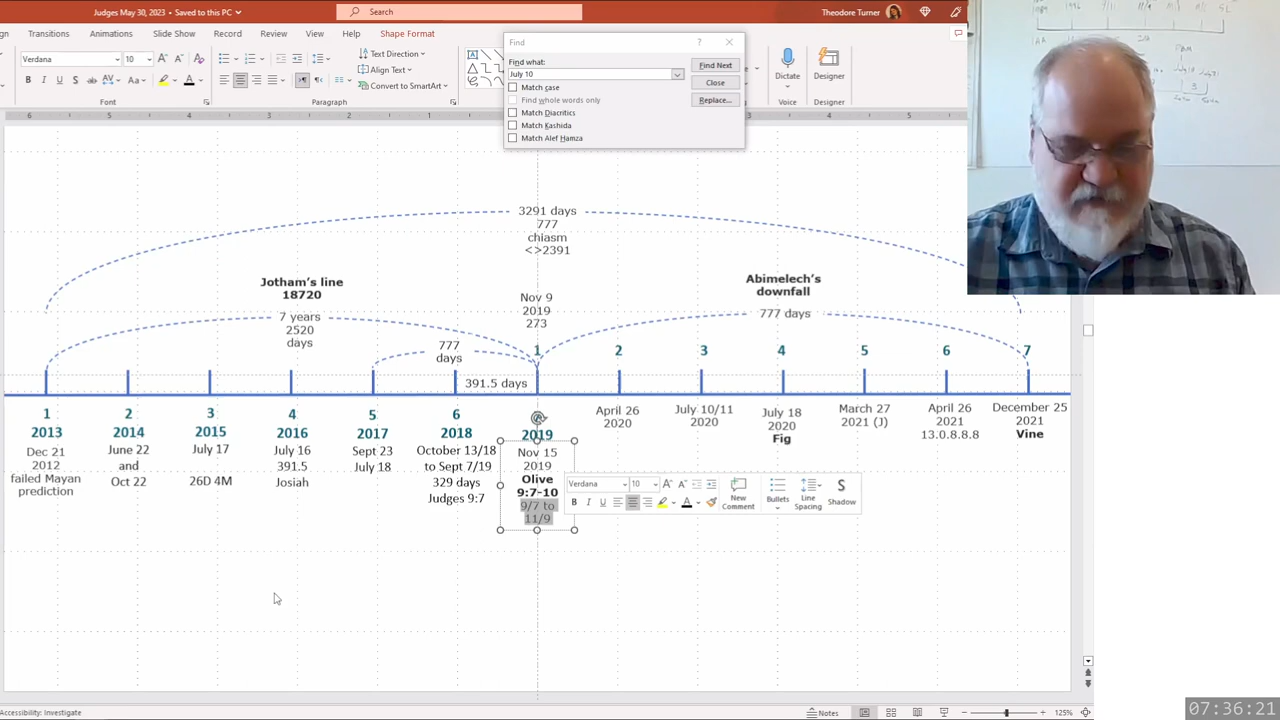 Judges May 30, 2023 • Saved to this PC
Search
Theodore Turner
Transitions
Animations
Slide Show
Record
Review
View
Help
Shape Format
Verdana
10
Text Direction
Align Text
Convert to SmartArt
Font
Paragraph
Dictate
Designer
Voice
Designer
Find
Find what:
July 10
Match case
Find whole words only
Match Diacritics
Match Kashida
Match Alef Hamza
Find Next
Close
Replace...
3291 days
777
chiasm
<>2391
Jotham's line
18720
Abimelech's
downfall
Nov 9
2019
273
7 years
2520
days
777
days
777 days
391.5 days
1
2
3
4
5
6
7
1
2013
Dec 21
2012
failed Mayan
prediction
2
2014
June 22
and
Oct 22
3
2015
July 17
26D 4M
4
2016
July 16
391.5
Josiah
5
2017
Sept 23
July 18
6
2018
October 13/18
to Sept 7/19
329 days
Judges 9:7
2019
Nov 15
2019
Olive
9:7-10
9/7 to
11/9
April 26
2020
July 10/11
2020
July 18
2020
Fig
March 27
2021 (J)
April 26
2021
13.0.8.8.8
December 25
2021
Vine
Verdana
10
New
Comment
Bullets
Line
Spacing
Shadow
Accessibility: Investigate
Notes
125%
07:36:21